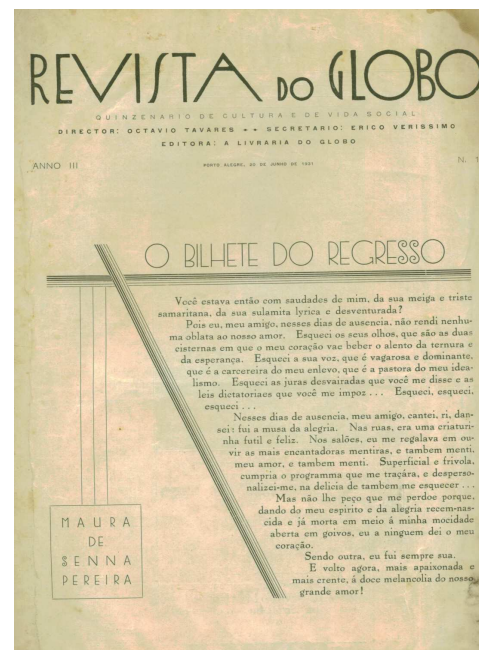 REVISTA DO GLOBO
QUINZENARIO DE CULTURA E DE VIDA SOCIAL
DIRECTOR: OCTAVIO TAVARES -- SECRETARIO: ERICO VERISSIMO
EDITORA: A LIVRARIA DO GLOBO
ANNO III PORTO ALEGRE, 20 DE JUNHO DE 1931 N. 1
O BILHETE DO REGRESSO
Você estava então com saudades de mim, da sua meiga e triste
samaritana, da sua sulamita lyrica e desventurada?
Pois eu, meu amigo, nesses dias de ausencia, não rendi nenhu-
ma oblata ao nosso amor. Esqueci os seus olhos, que são as duas
cisternas em que o meu coração vae beber o alento da ternura e
da esperança. Esqueci a sua voz, que é vagarosa e dominante,
que é a carcereira do meu enlevo, que é a pastora do meu idea-
lismo. Esqueci as juras desvairadas que você me disse e as
leis dictatoriaes que você me impoz ... Esqueci, esqueci,
esqueci ...
Nesses dias de ausencia, meu amigo, cantei, ri, dan-
sei: fui a musa da alegria. Nas ruas, era uma criaturi-
nha futil e feliz. Nos salões, eu me regalava em ou-
vir as mais encantadoras mentiras, e tambem menti,
meu amor, e tambem menti. Superficial e frivola,
cumpria o programma que me traçára, e desperso-
nalizei-me, na delicia de tambem me esquecer ...
Mas não lhe peço que me perdoe porque,
dando do meu espirito e da alegria recem-nas-
cida e já morta em meio á minha mocidade
aberta em goivos, eu a ninguem dei o meu
coração.
Sendo outra, eu fui sempre sua.
E volto agora, mais apaixonada e
mais crente, á doce melancolia do nosso
grande amor!
MAURA
DE
SENNA
PEREIRA